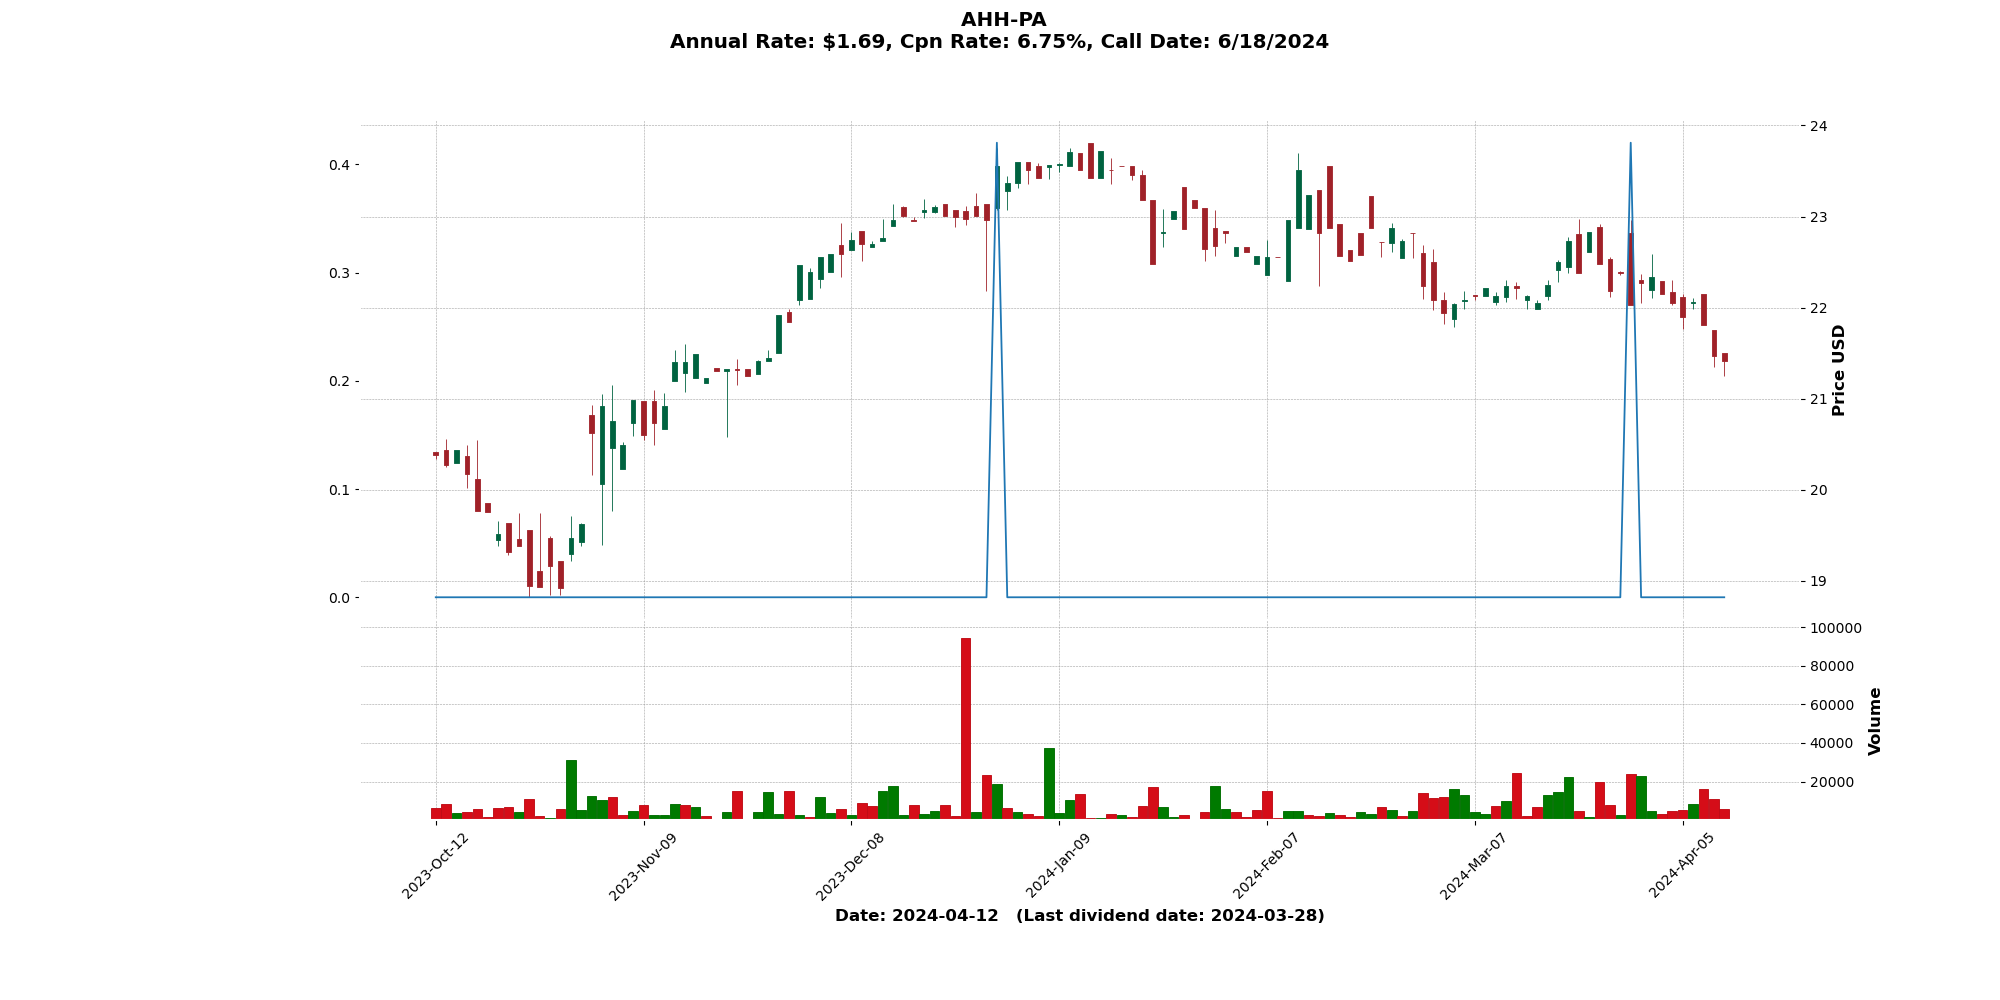 AHH-PA
Annual Rate: $1.69, Cpn Rate: 6.75%, Call Date: 6/18/2024
0.4
0.3
0.2
0.1
0.0
24
23
22
21
20
19
Price USD
100000
80000
60000
40000
20000
Volume
2023-Oct-12
2023-Nov-09
2023-Dec-08
2024-Jan-09
2024-Feb-07
2024-Mar-07
2024-Apr-05
Date: 2024-04-12 (Last dividend date: 2024-03-28)